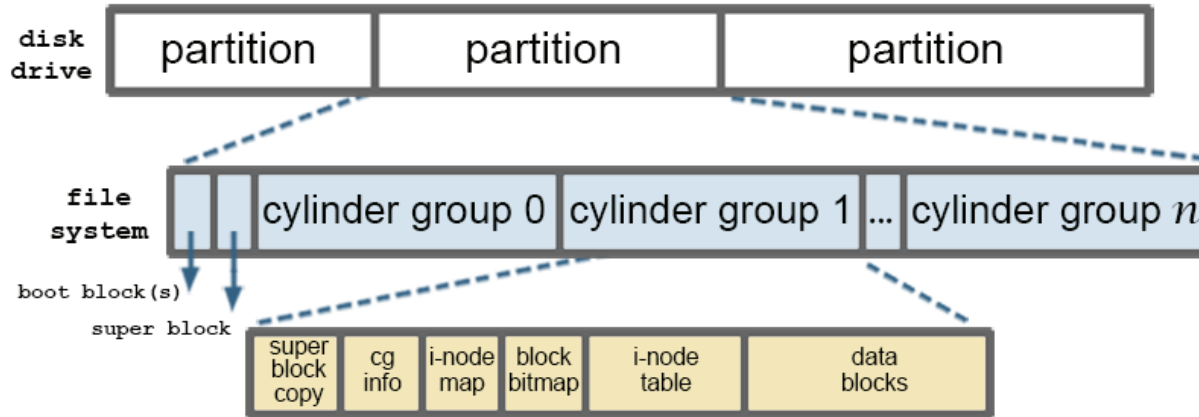 disk
drive
partition
partition
partition
file
system
cylinder group 0
cylinder group 1
...
cylinder group n
boot block(s)
super block
super
block
copy
cg
info
i-node
map
block
bitmap
i-node
table
data
blocks